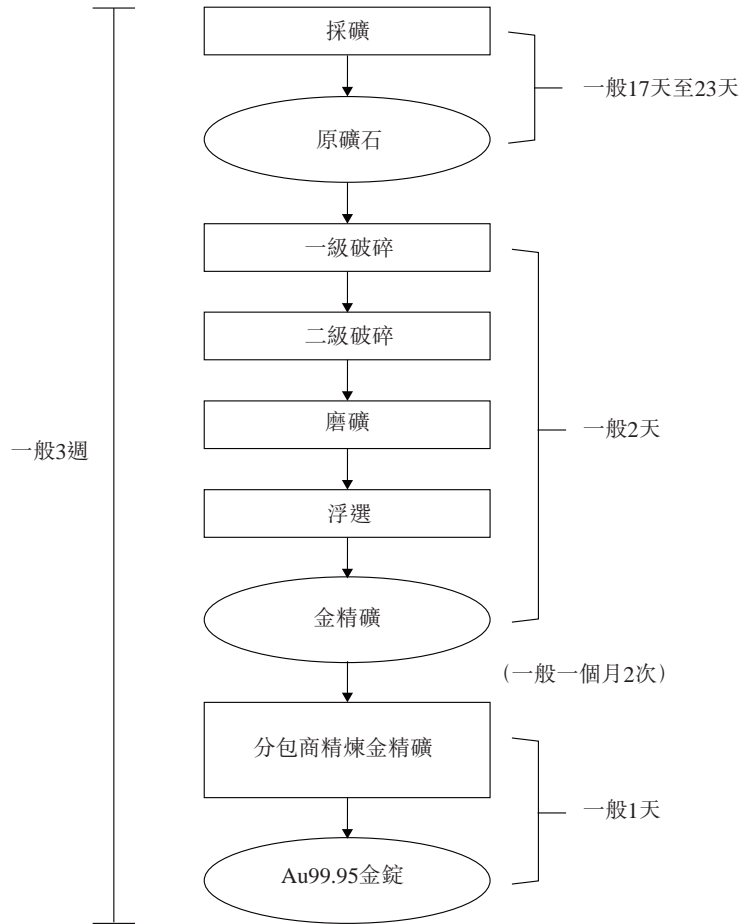 採礦
一般17天至23天
原礦石
一級破碎
二級破碎
磨礦
一般2天
一般3週
浮選
金精礦
（一般一個月2次）
分包商精煉金精礦
一般1天
Au99.95金錠